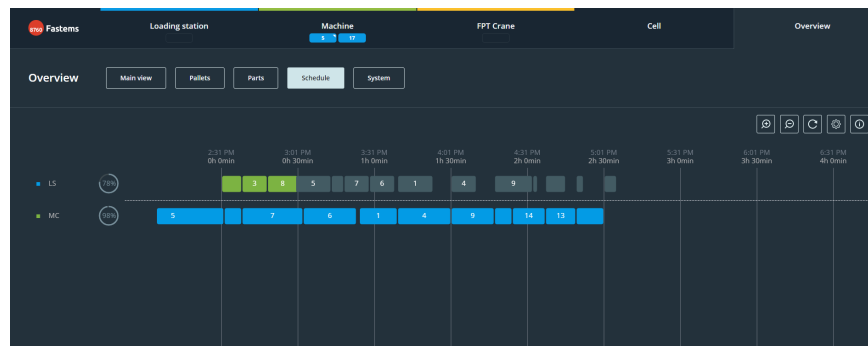 8760 Fastems
Loading station
Machine
5 17
FPT Crane
Cell
Overview
Overview
Main view
Pallets
Parts
Schedule
System
2:31 PM 3:01 PM 3:31 PM 4:01 PM 4:31 PM 5:01 PM 5:31 PM 6:01 PM 6:31 PM
0h 0min 0h 30min 1h 0min 1h 30min 2h 0min 2h 30min 3h 0min 3h 30min 4h 0min
LS 78% 3 8 5 7 6 1 4 9
MC 98% 5 7 6 1 4 9 14 13